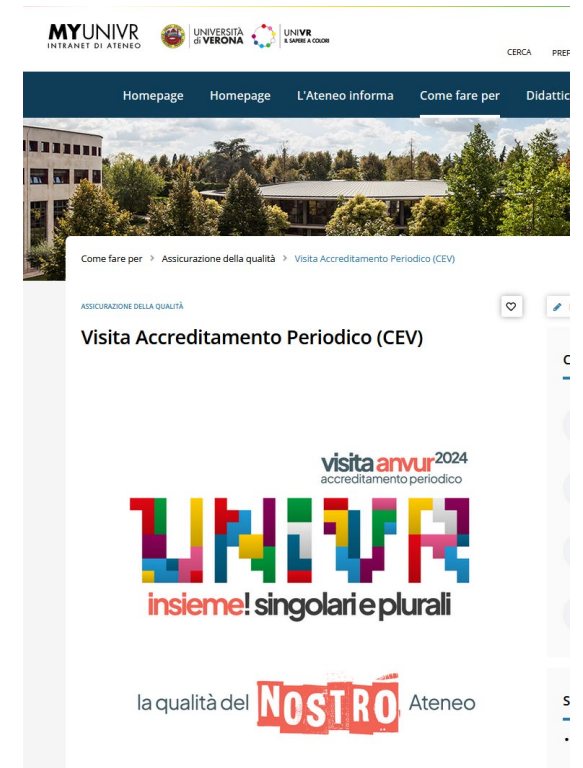 MYUNIVR
INTRANET DI ATENEO
UNIVERSITÀ
di VERONA
UNIVR
IL SAPERE A COLORI
CERCA
Homepage Homepage L'Ateneo informa Come fare per Didattic
Come fare per > Assicurazione della qualità > Visita Accreditamento Periodico (CEV)
ASSICURAZIONE DELLA QUALITÀ
Visita Accreditamento Periodico (CEV)
visita anvur 2024
accreditamento periodico
UNIVR
insieme! singolari e plurali
la qualità del NOSTRO Ateneo